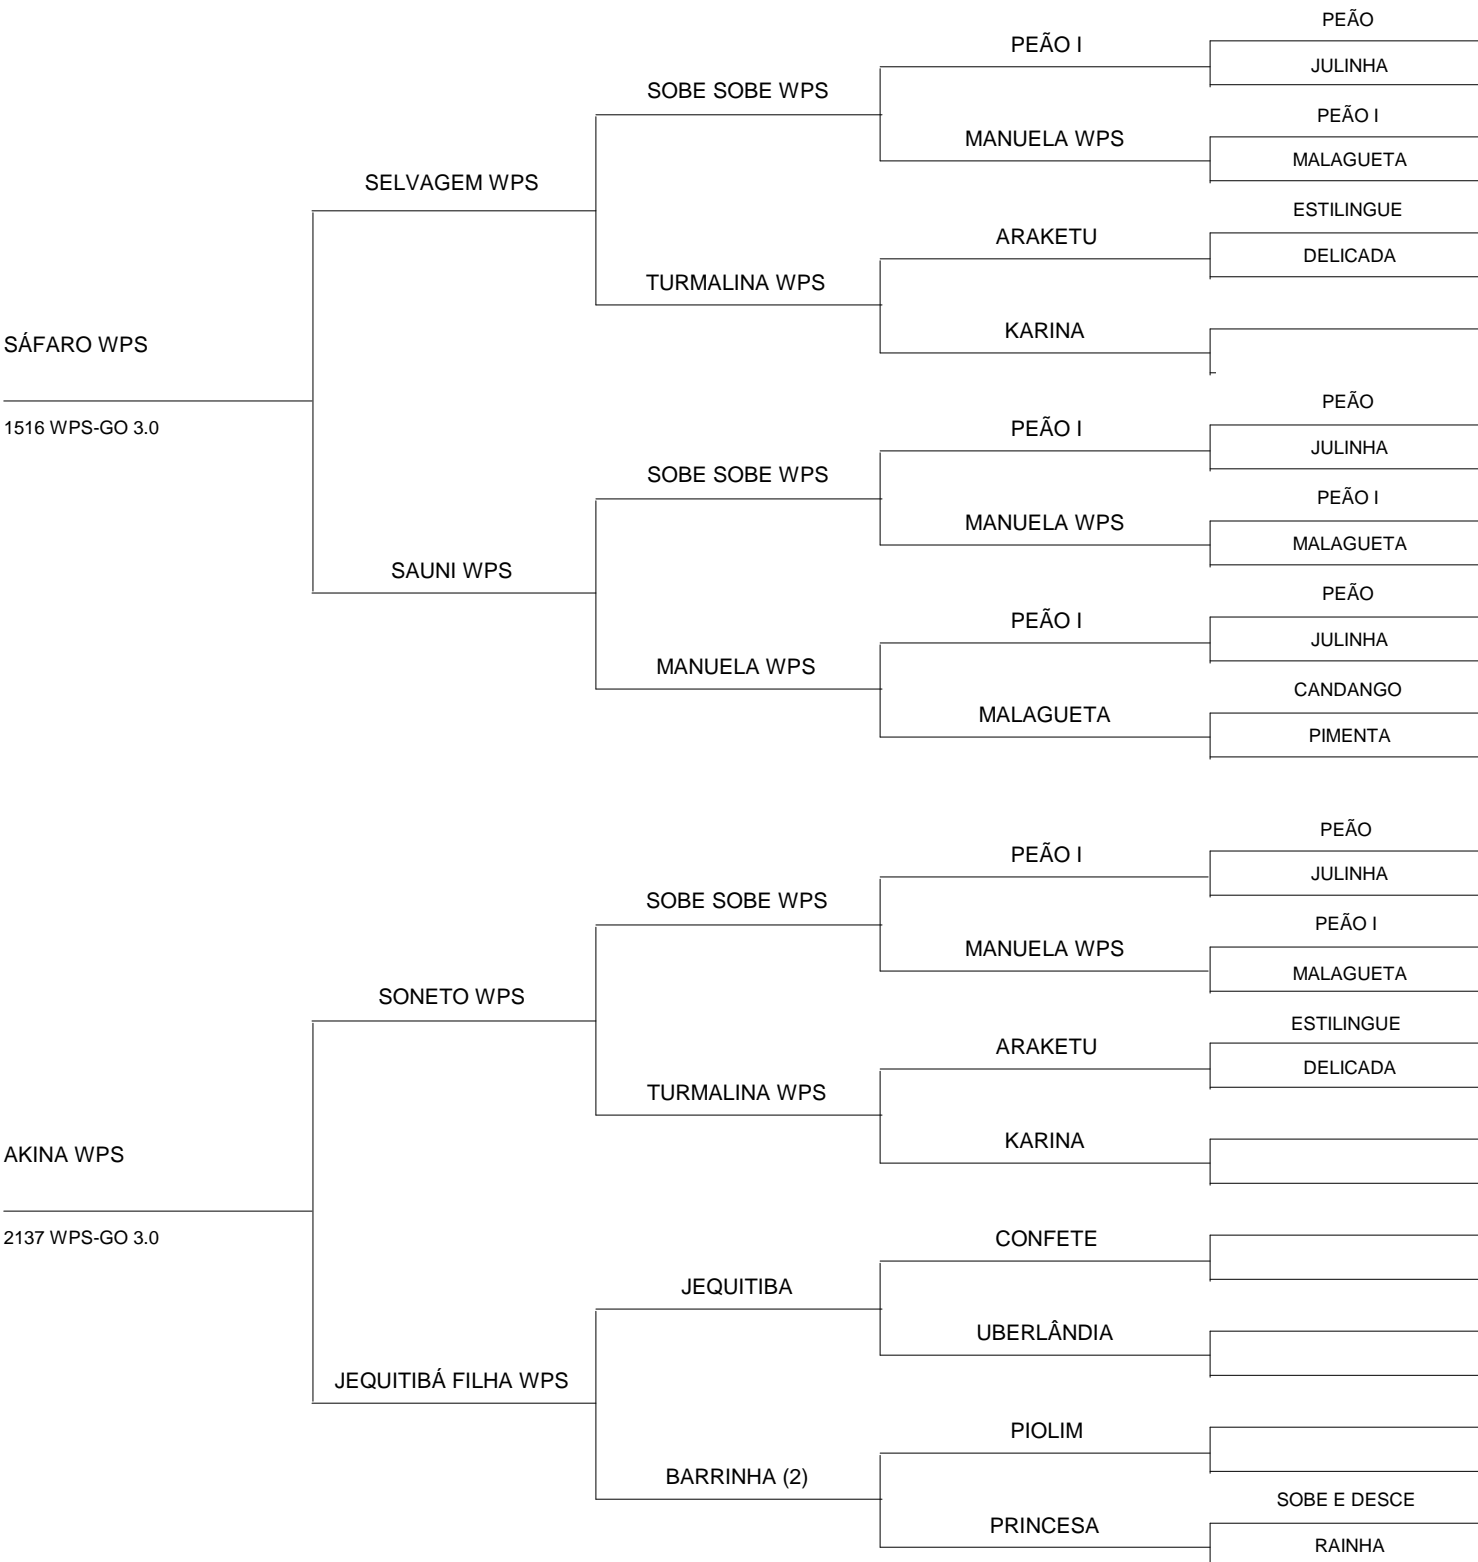 PEÃO
PEÃO I
JULINHA
SOBE SOBE WPS
PEÃO I
MANUELA WPS
MALAGUETA
SELVAGEM WPS
ESTILINGUE
ARAKETU
DELICADA
TURMALINA WPS
KARINA
SÁFARO WPS
PEÃO
1516 WPS-GO 3.0
PEÃO I
JULINHA
SOBE SOBE WPS
PEÃO I
MANUELA WPS
MALAGUETA
SAUNI WPS
PEÃO
PEÃO I
JULINHA
MANUELA WPS
CANDANGO
MALAGUETA
PIMENTA
PEÃO
PEÃO I
JULINHA
SOBE SOBE WPS
PEÃO I
MANUELA WPS
MALAGUETA
SONETO WPS
ESTILINGUE
ARAKETU
DELICADA
TURMALINA WPS
KARINA
AKINA WPS
2137 WPS-GO 3.0
CONFETE
JEQUITIBA
UBERLÂNDIA
JEQUITIBÁ FILHA WPS
PIOLIM
BARRINHA (2)
SOBE E DESCE
PRINCESA
RAINHA